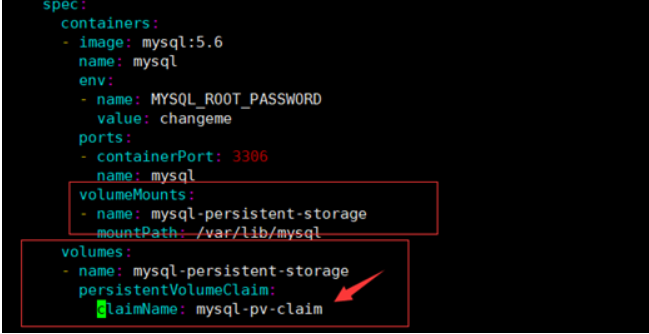 spec:
containers:
- image: mysql:5.6
name: mysql
env:
- name: MYSQL_ROOT_PASSWORD
value: changeme
ports:
- containerPort: 3306
name: mysql
volumeMounts:
- name: mysql-persistent-storage
mountPath: /var/lib/mysql
volumes:
- name: mysql-persistent-storage
persistentVolumeClaim:
claimName: mysql-pv-claim